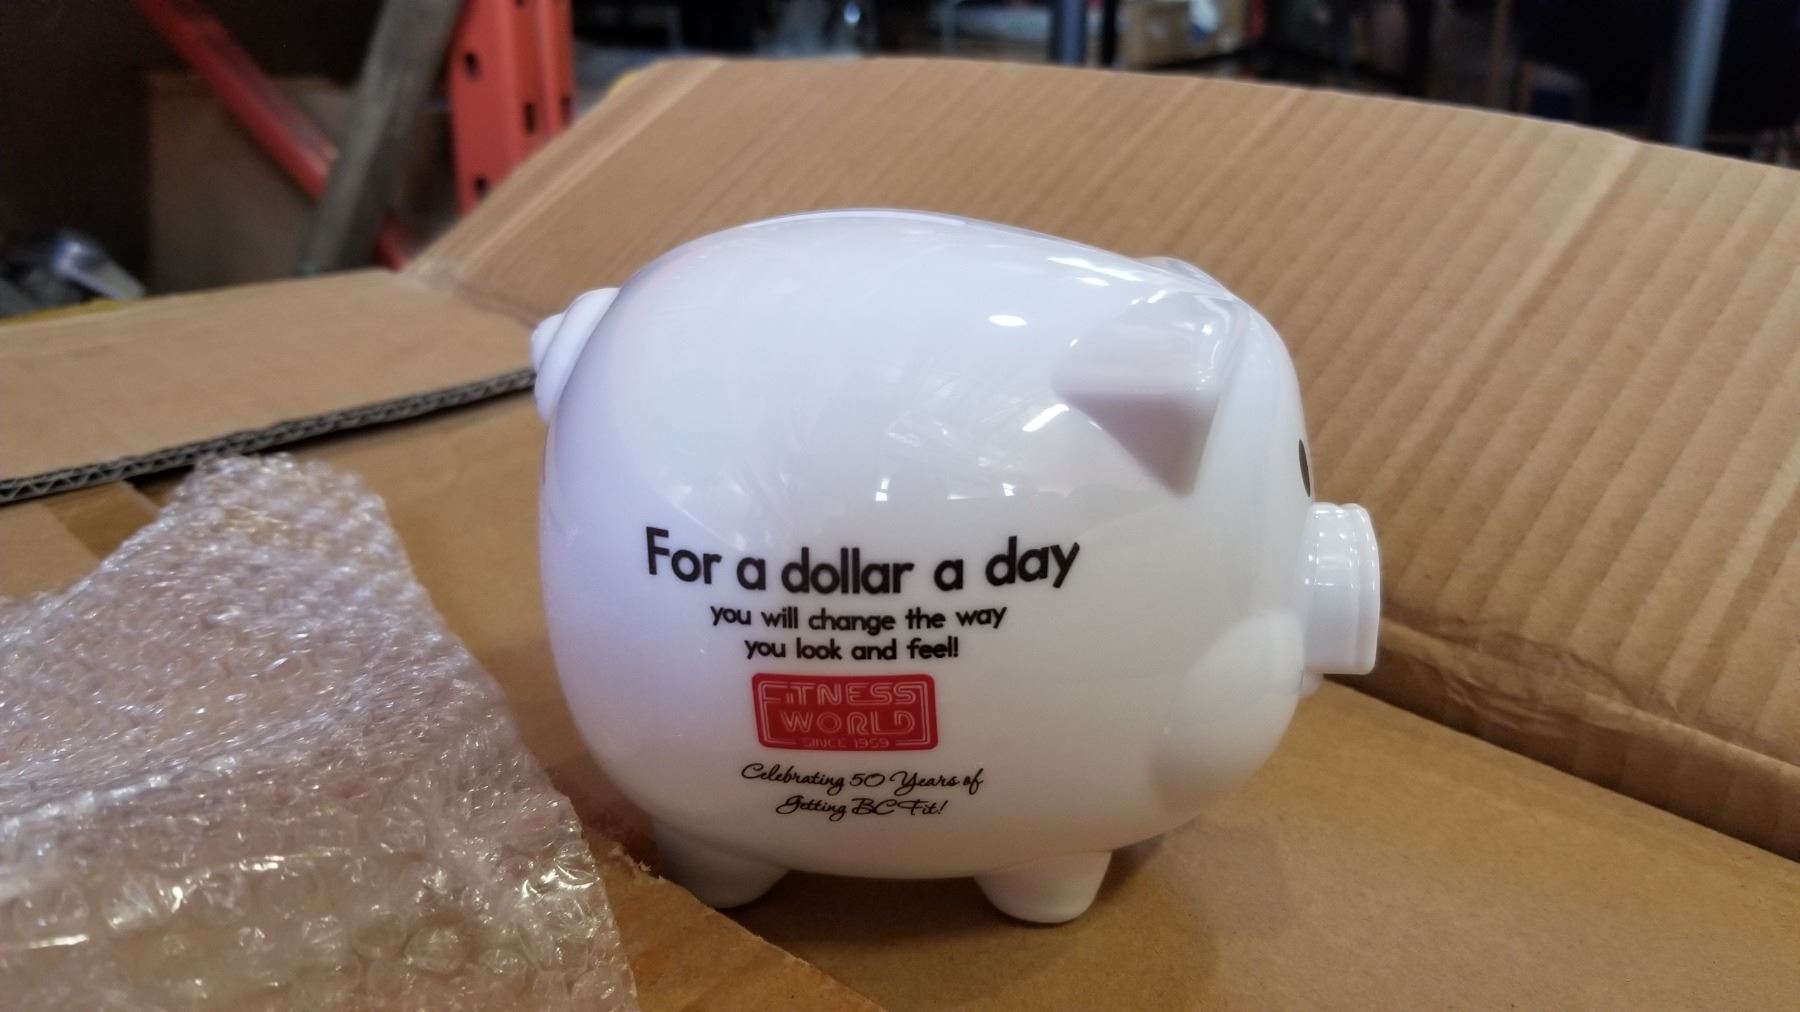 For a dollar a day
you will change the way
you look and feel!
FiTNESS
WORLD
SINCE 1959
Celebrating 50 Years of
Getting BC Fit!